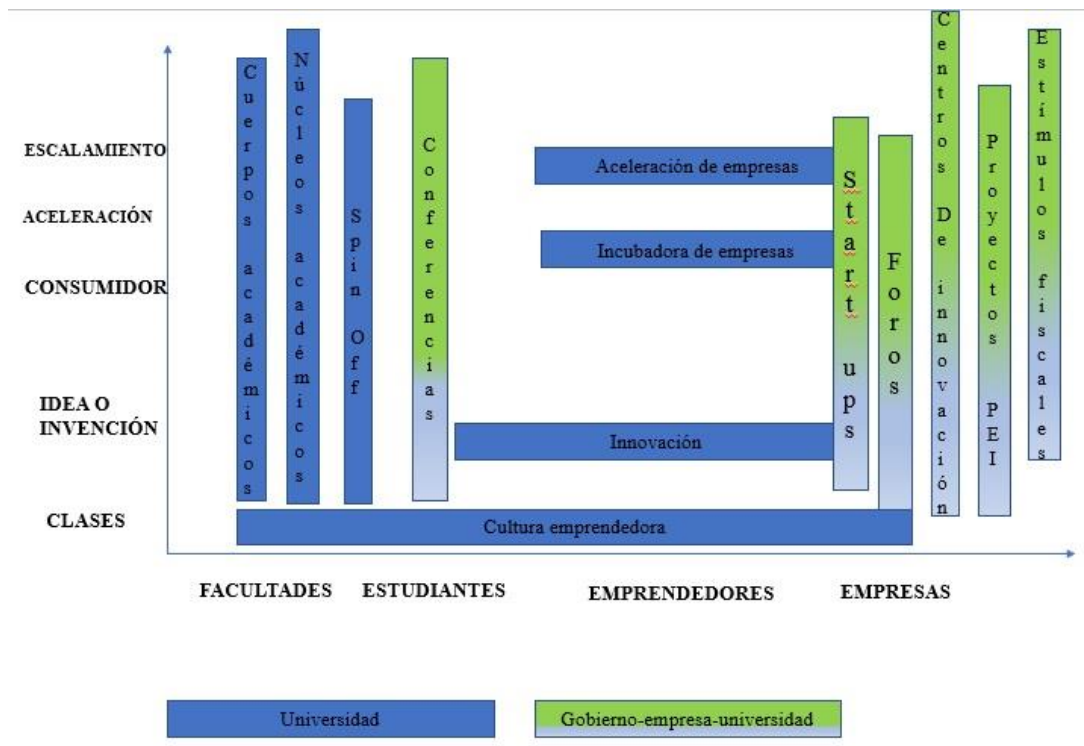 ESCALAMIENTO
ACELERACIÓN
CONSUMIDOR
IDEA O
INVENCIÓN
CLASES
Cuerpos académicos
Núcleos académicos
Spin Off
Conferencias
Aceleración de empresas
Incubadora de empresas
Innovación
Cultura emprendedora
Start ups
Foros
Centros De innovación
Proyectos PEI
Estímulos fiscales
FACULTADES
ESTUDIANTES
EMPRENDEDORES
EMPRESAS
Universidad
Gobierno-empresa-universidad